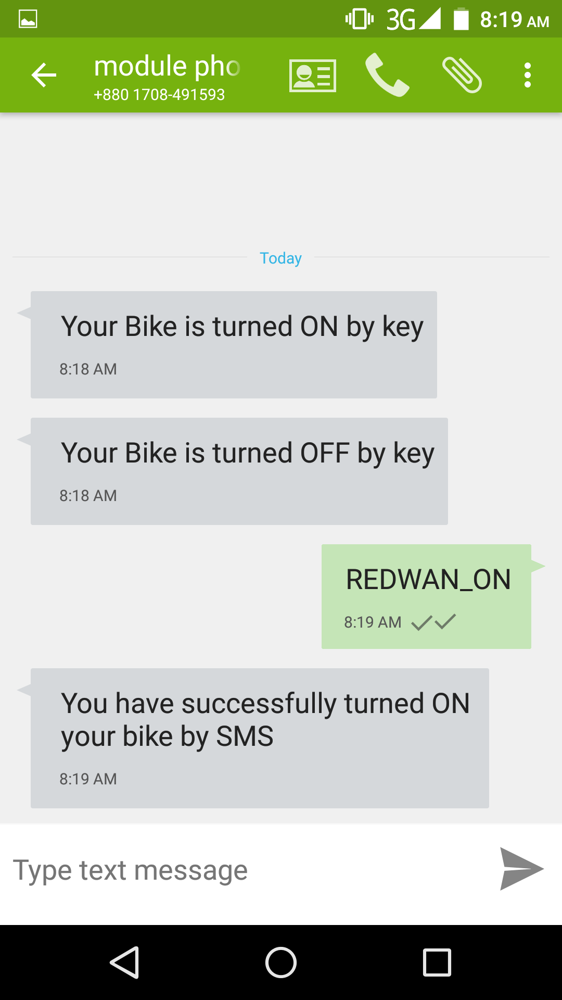 3G 8:19 AM
module pho
+880 1708-491593
Today
Your Bike is turned ON by key
8:18 AM
Your Bike is turned OFF by key
8:18 AM
REDWAN_ON
8:19 AM
You have successfully turned ON
your bike by SMS
8:19 AM
Type text message